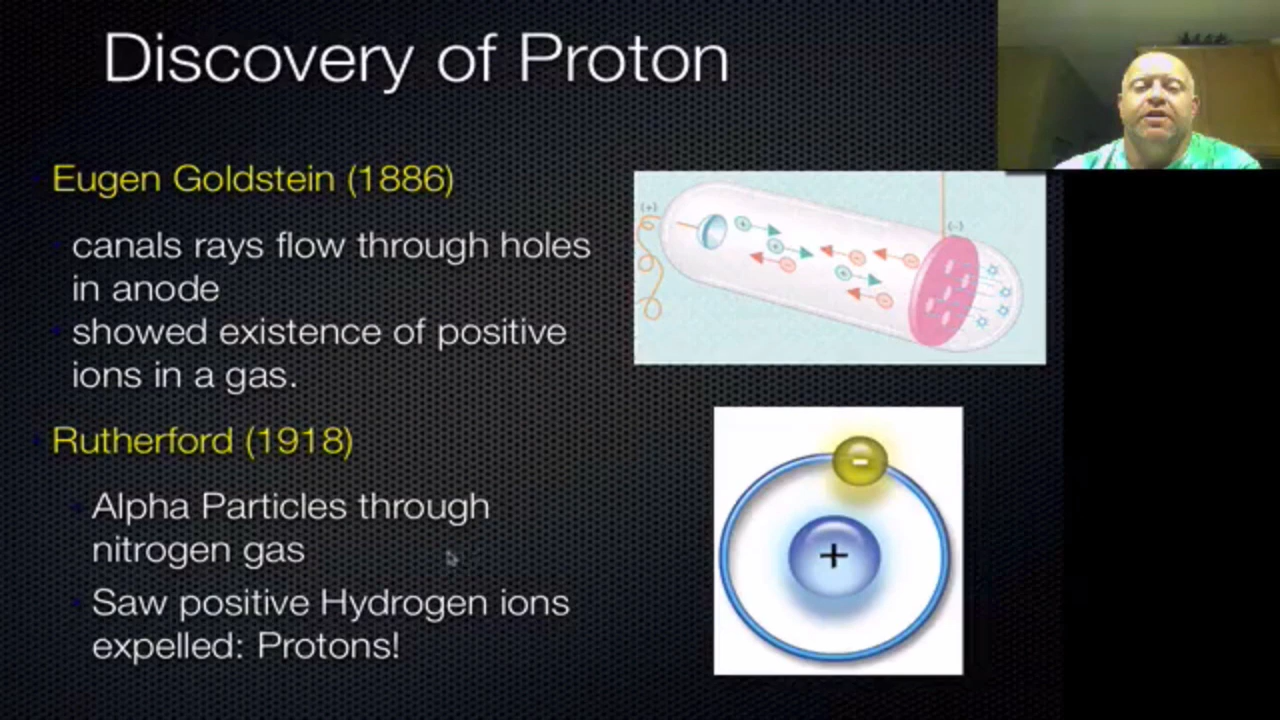 Discovery of Proton
Eugen Goldstein (1886)
canals rays flow through holes
in anode
showed existence of positive
ions in a gas.
Rutherford (1918)
Alpha Particles through
nitrogen gas
Saw positive Hydrogen ions
expelled: Protons!
(+)
(-)
-
+